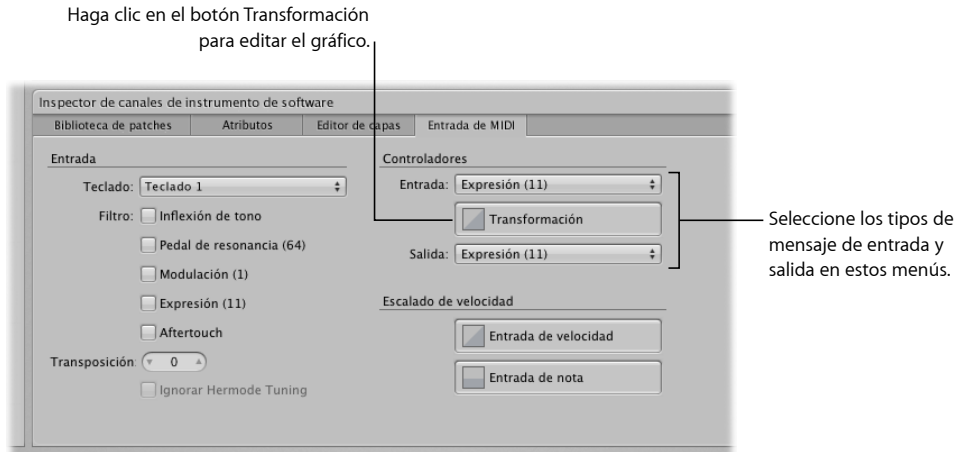 Haga clic en el botón Transformación
para editar el gráfico.
Inspector de canales de instrumento de software
Biblioteca de patches
Atributos
Editor de capas
Entrada de MIDI
Entrada
Teclado: Teclado 1
Filtro: Inflexión de tono
Pedal de resonancia (64)
Modulación (1)
Expresión (11)
Aftertouch
Transposición: 0
Ignorar Hermode Tuning
Controladores
Entrada: Expresión (11)
Transformación
Salida: Expresión (11)
Escalado de velocidad
Entrada de velocidad
Entrada de nota
Seleccione los tipos de
mensaje de entrada y
salida en estos menús.